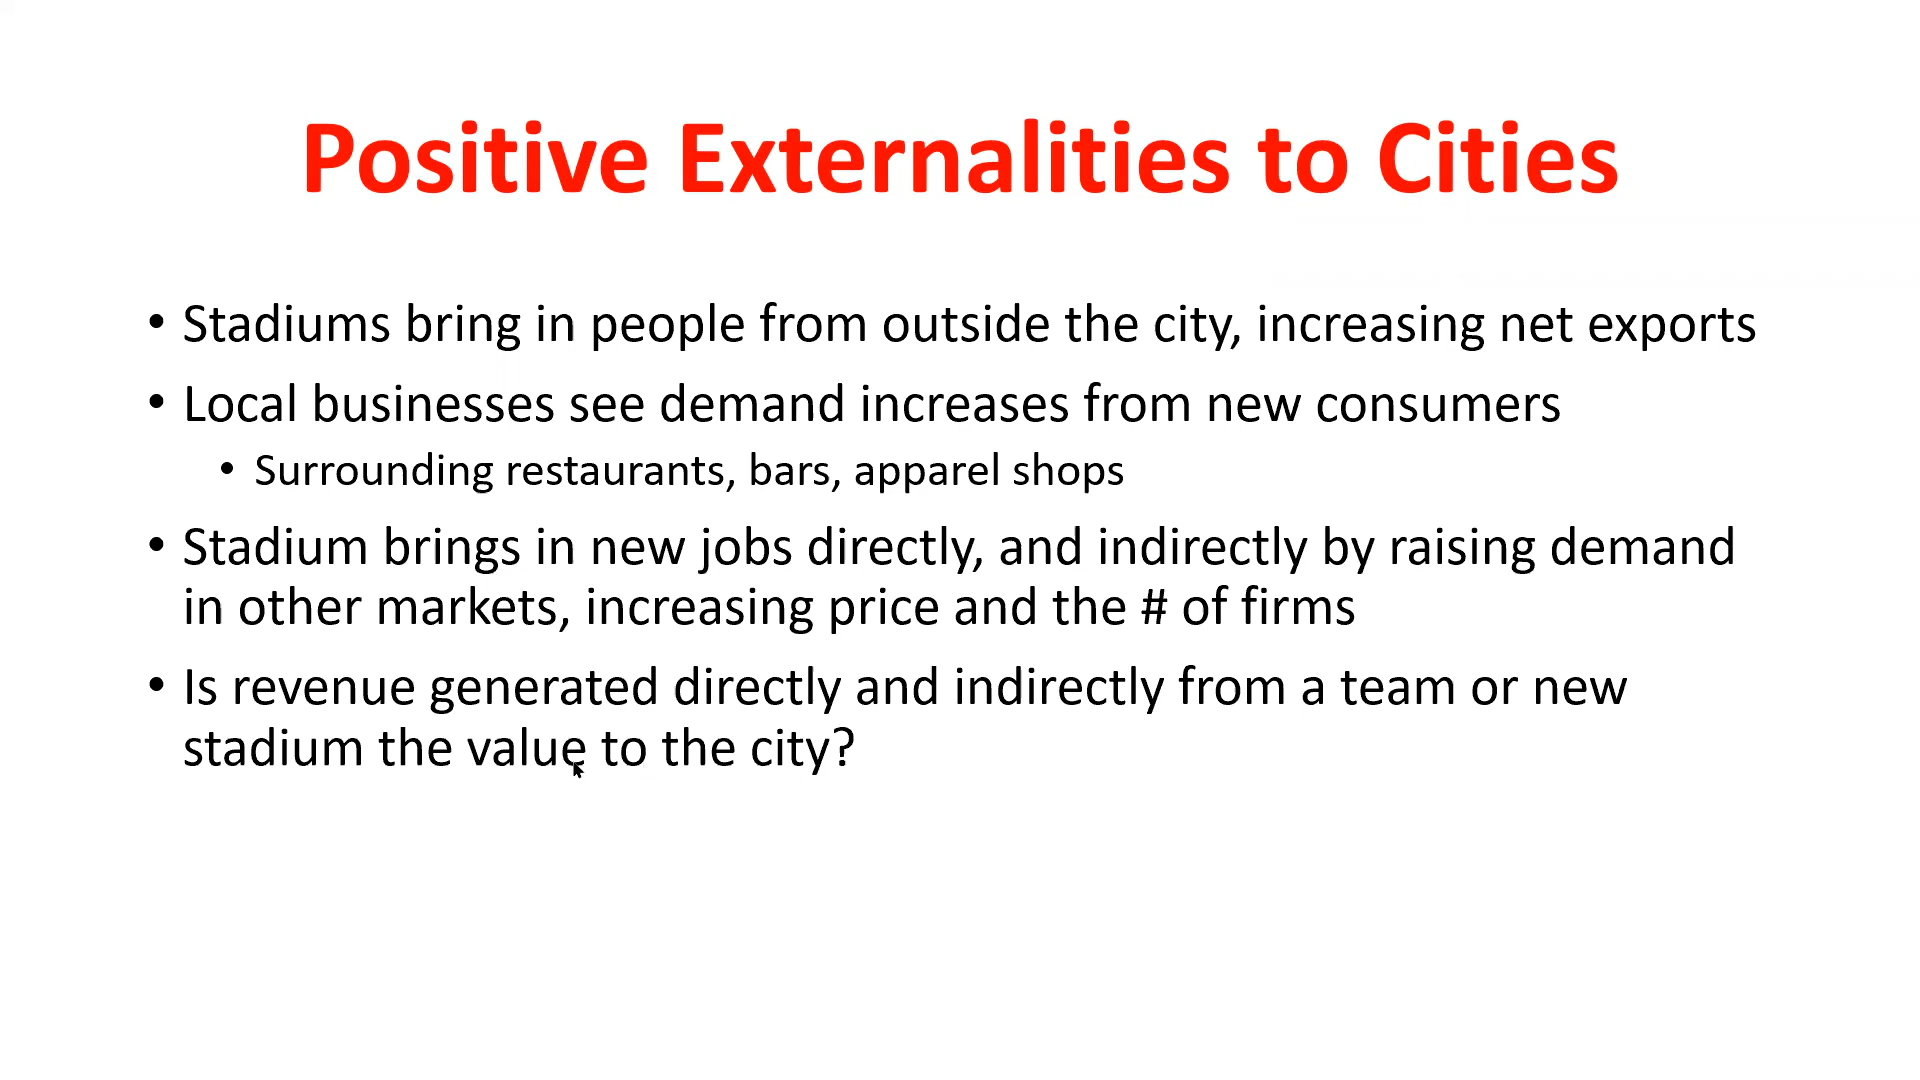 Positive Externalities to Cities
• Stadiums bring in people from outside the city, increasing net exports
• Local businesses see demand increases from new consumers
• Surrounding restaurants, bars, apparel shops
• Stadium brings in new jobs directly, and indirectly by raising demand
in other markets, increasing price and the # of firms
• Is revenue generated directly and indirectly from a team or new
stadium the value to the city?